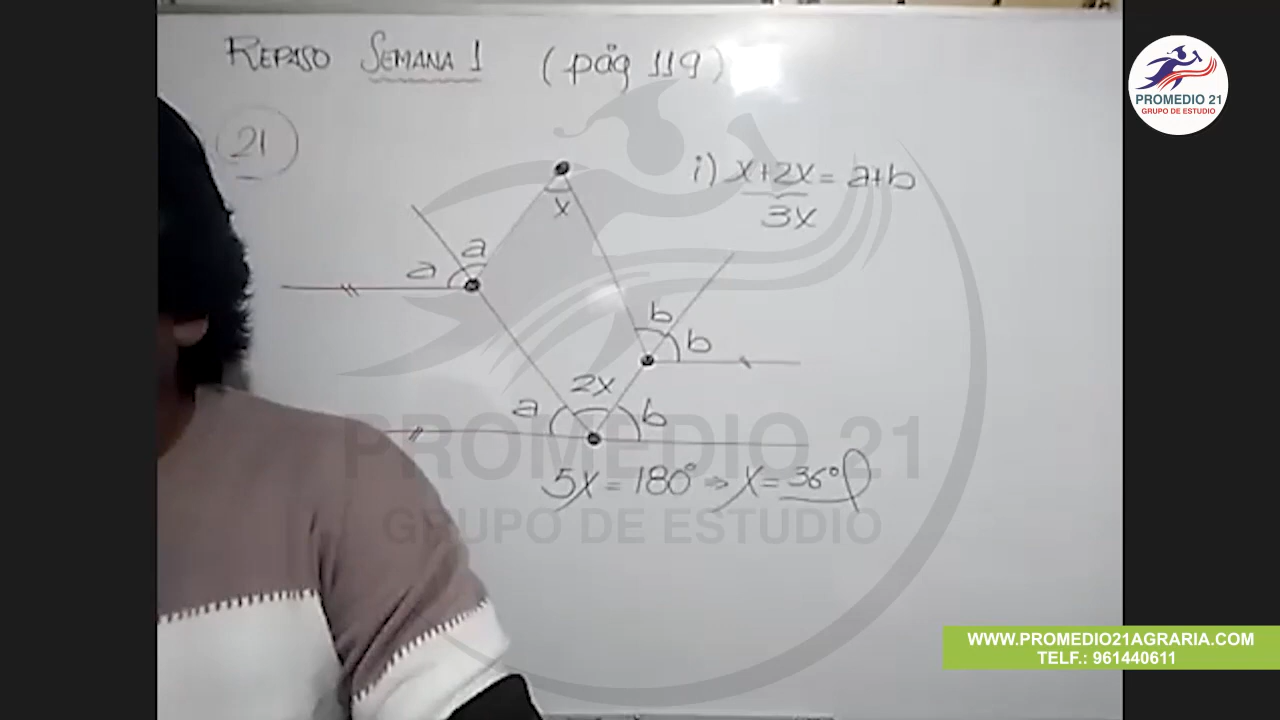 REPASO SEMANA 1 (pág 119)
PROMEDIO 21
GRUPO DE ESTUDIO
21
i) x+2x = a+b
3x
x
a
a
b
b
2x
a
b
5x = 180° ⇒ x = 36°
PROMEDIO 21
GRUPO DE ESTUDIO
WWW.PROMEDIO21AGRARIA.COM
TELF.: 961440611